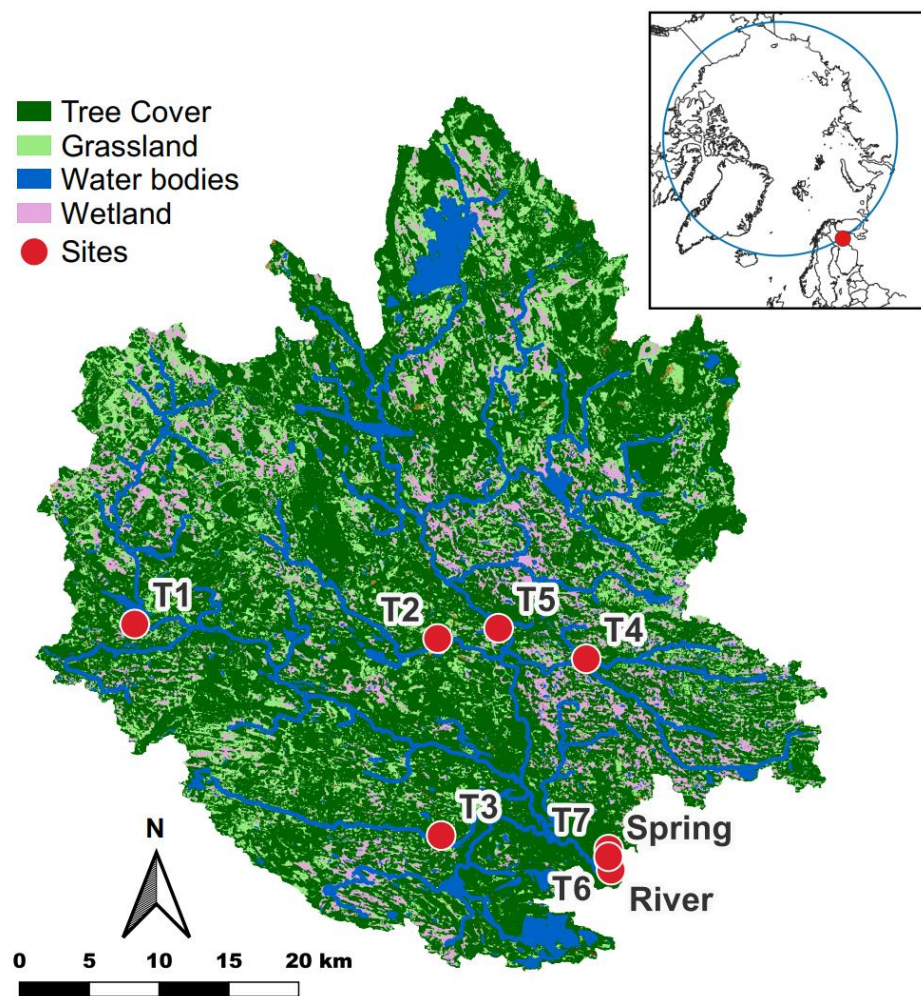 Tree Cover
Grassland
Water bodies
Wetland
Sites
T1
T2
T5
T4
T3
T7
Spring
T6
River
N
0 5 10 15 20 km